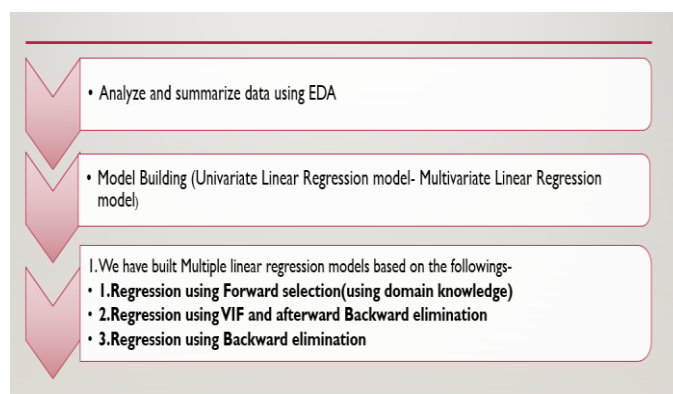 • Analyze and summarize data using EDA
• Model Building (Univariate Linear Regression model- Multivariate Linear Regression
model)
1.We have built Multiple linear regression models based on the followings-
• 1.Regression using Forward selection(using domain knowledge)
• 2.Regression using VIF and afterward Backward elimination
• 3.Regression using Backward elimination